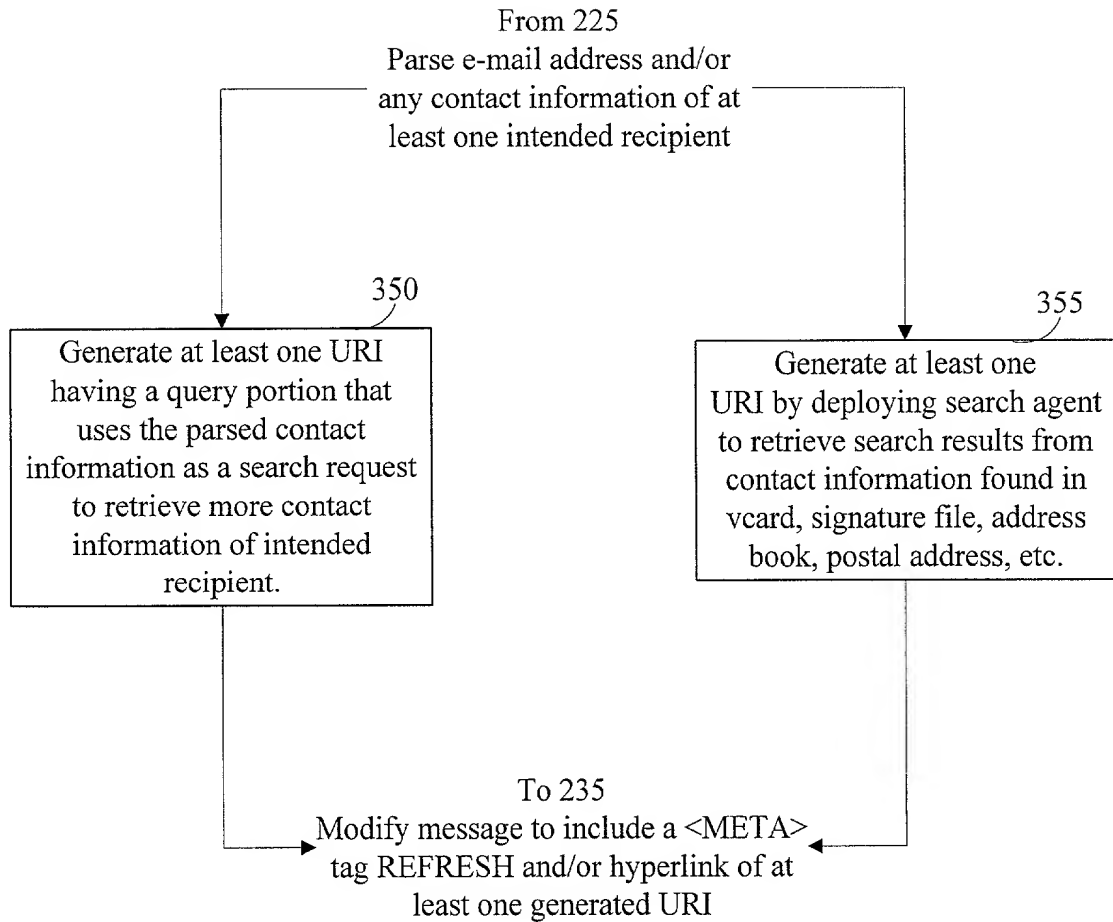 From 225
Parse e-mail address and/or
any contact information of at
least one intended recipient
350
Generate at least one URI
having a query portion that
uses the parsed contact
information as a search request
to retrieve more contact
information of intended
recipient.
355
Generate at least one
URI by deploying search agent
to retrieve search results from
contact information found in
vcard, signature file, address
book, postal address, etc.
To 235
Modify message to include a <META>
tag REFRESH and/or hyperlink of at
least one generated URI